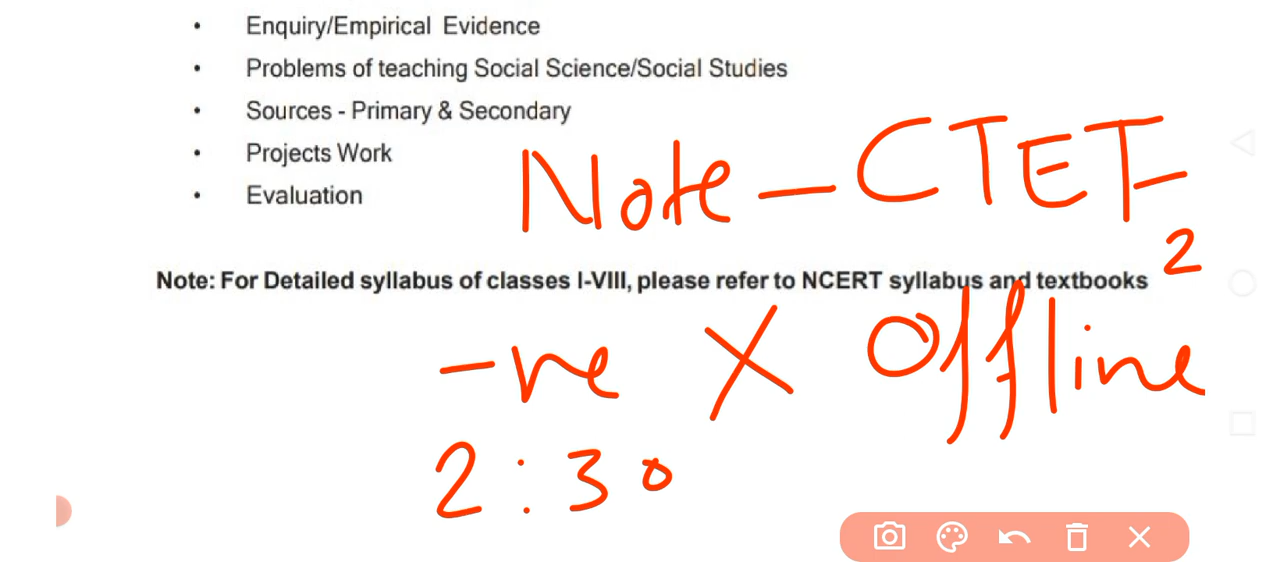 • Enquiry/Empirical Evidence
• Problems of teaching Social Science/Social Studies
• Sources - Primary & Secondary
• Projects Work
• Evaluation
Note - CTET - 2
Note: For Detailed syllabus of classes I-VIII, please refer to NCERT syllabus and textbooks
-ve X Offline
2:30